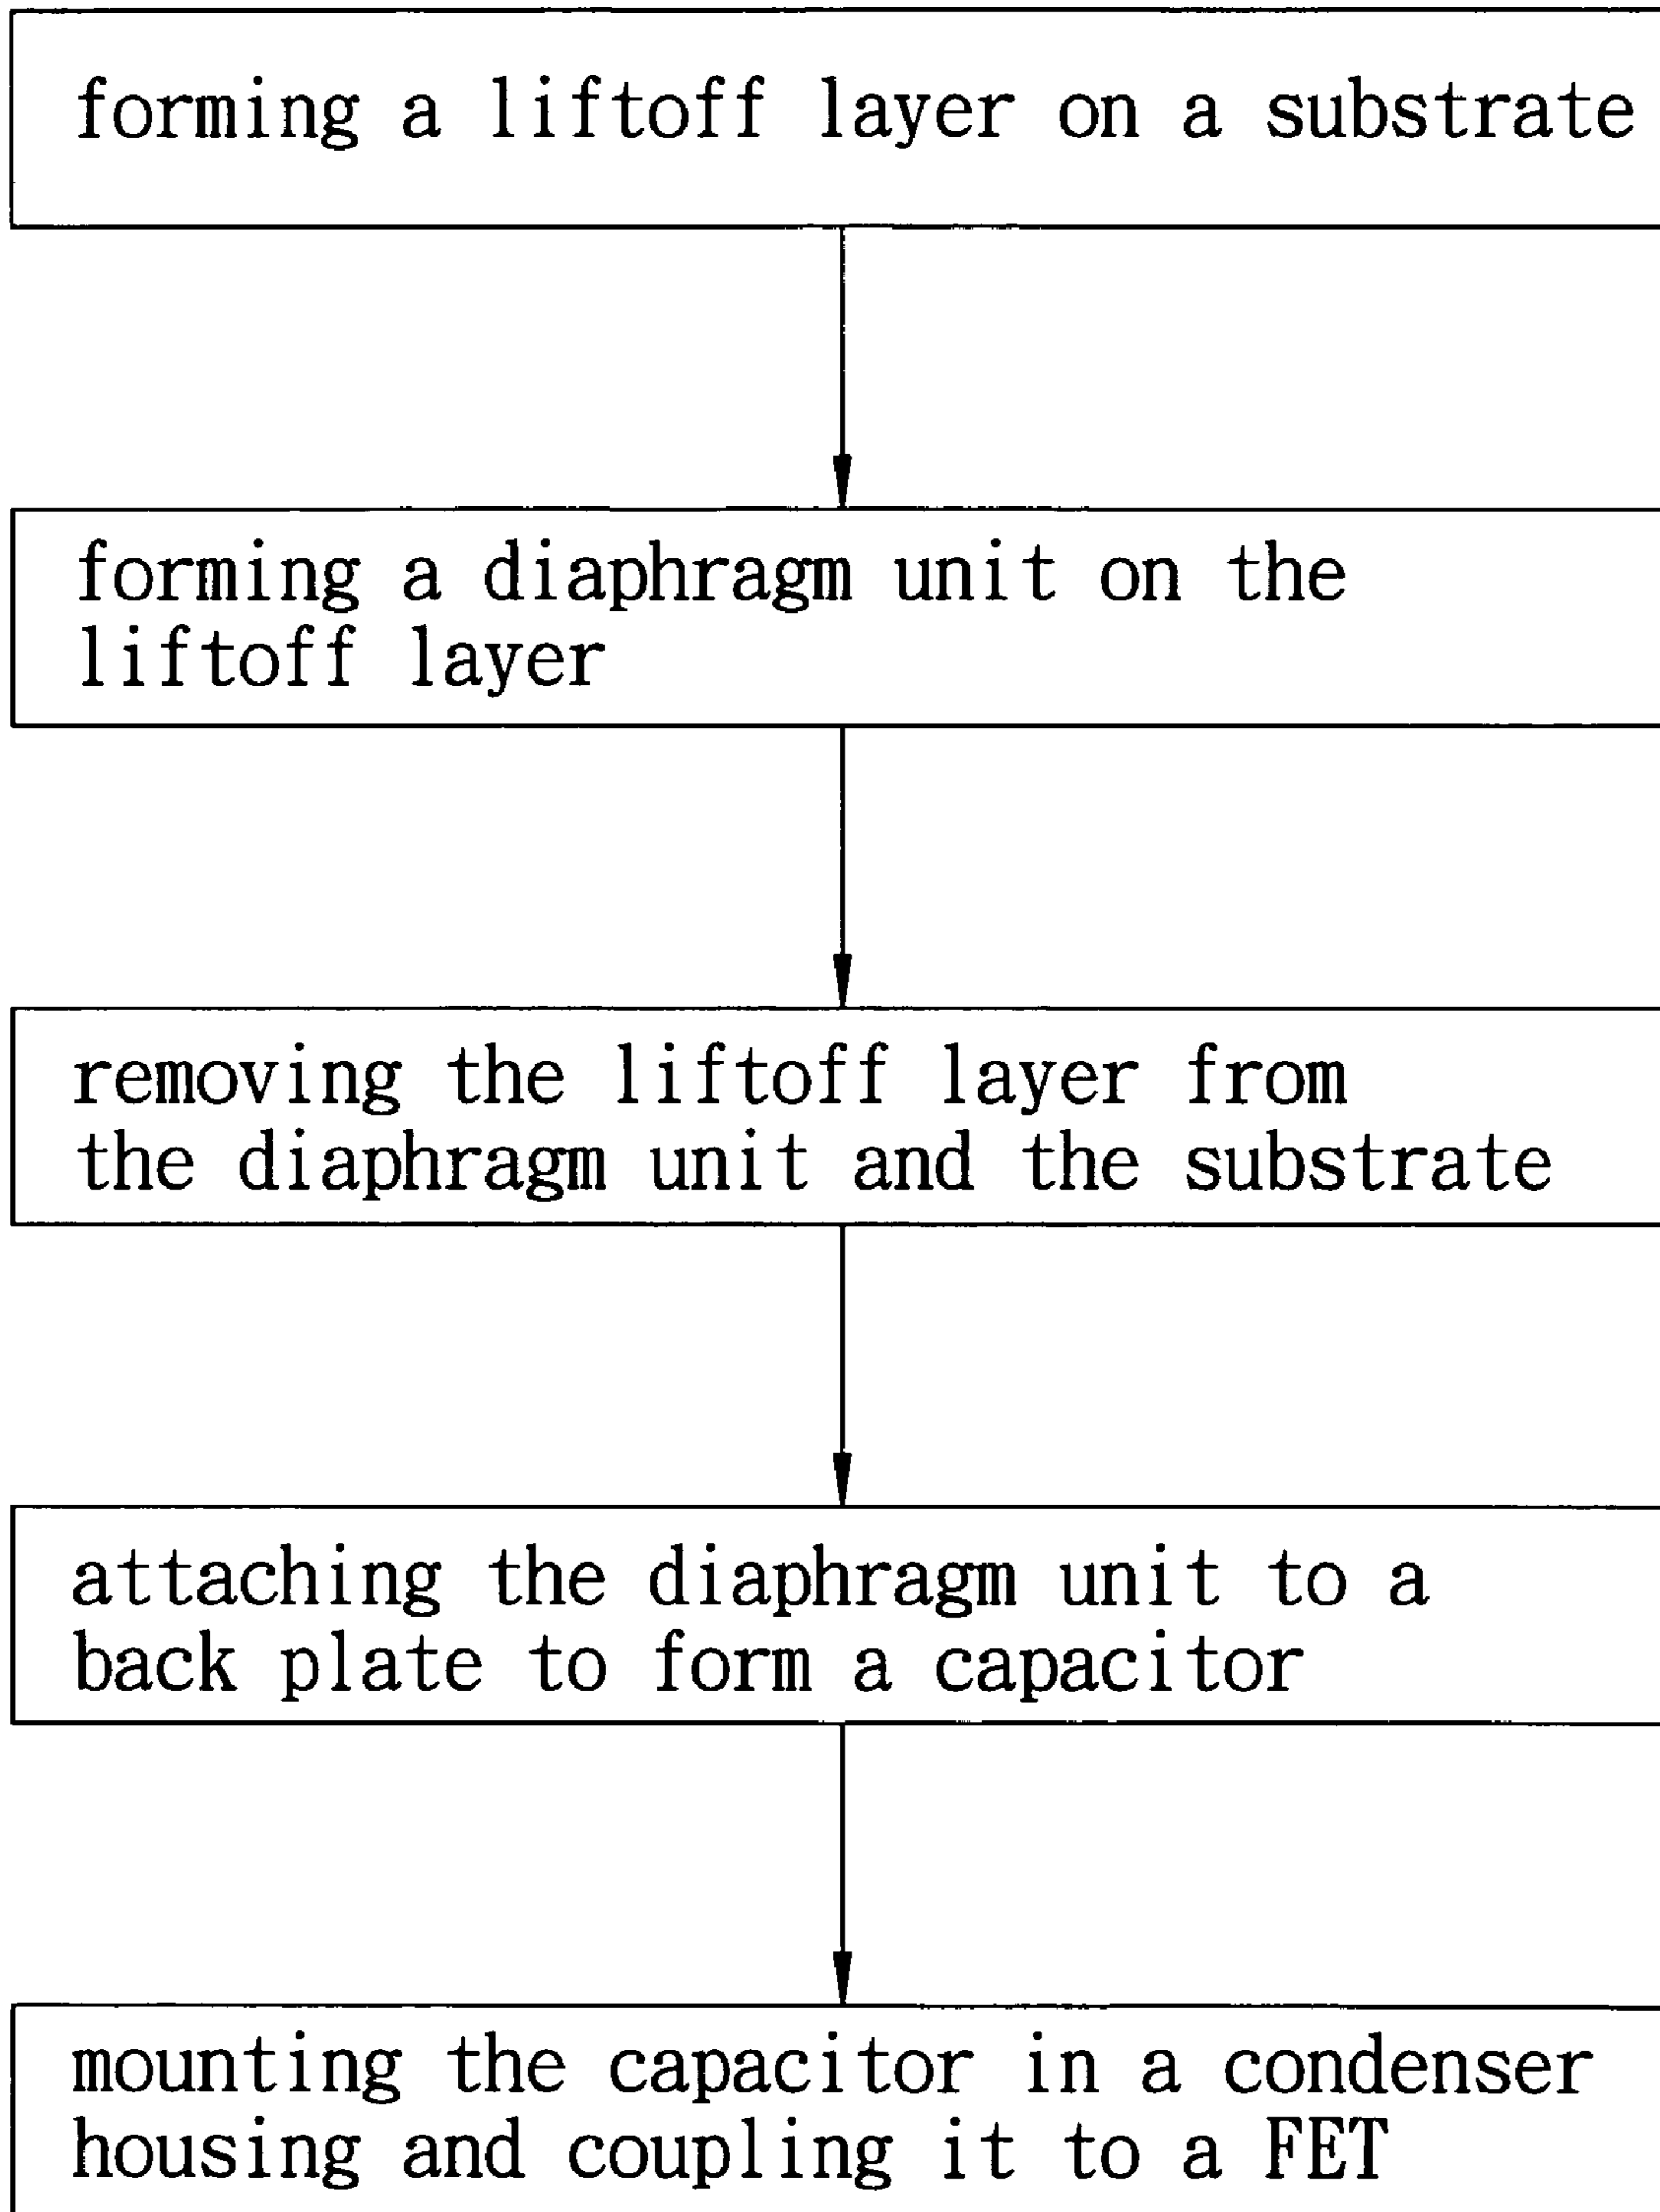 forming a liftoff layer on a substrate
forming a diaphragm unit on the
liftoff layer
removing the liftoff layer from
the diaphragm unit and the substrate
attaching the diaphragm unit to a
back plate to form a capacitor
mounting the capacitor in a condenser
housing and coupling it to a FET